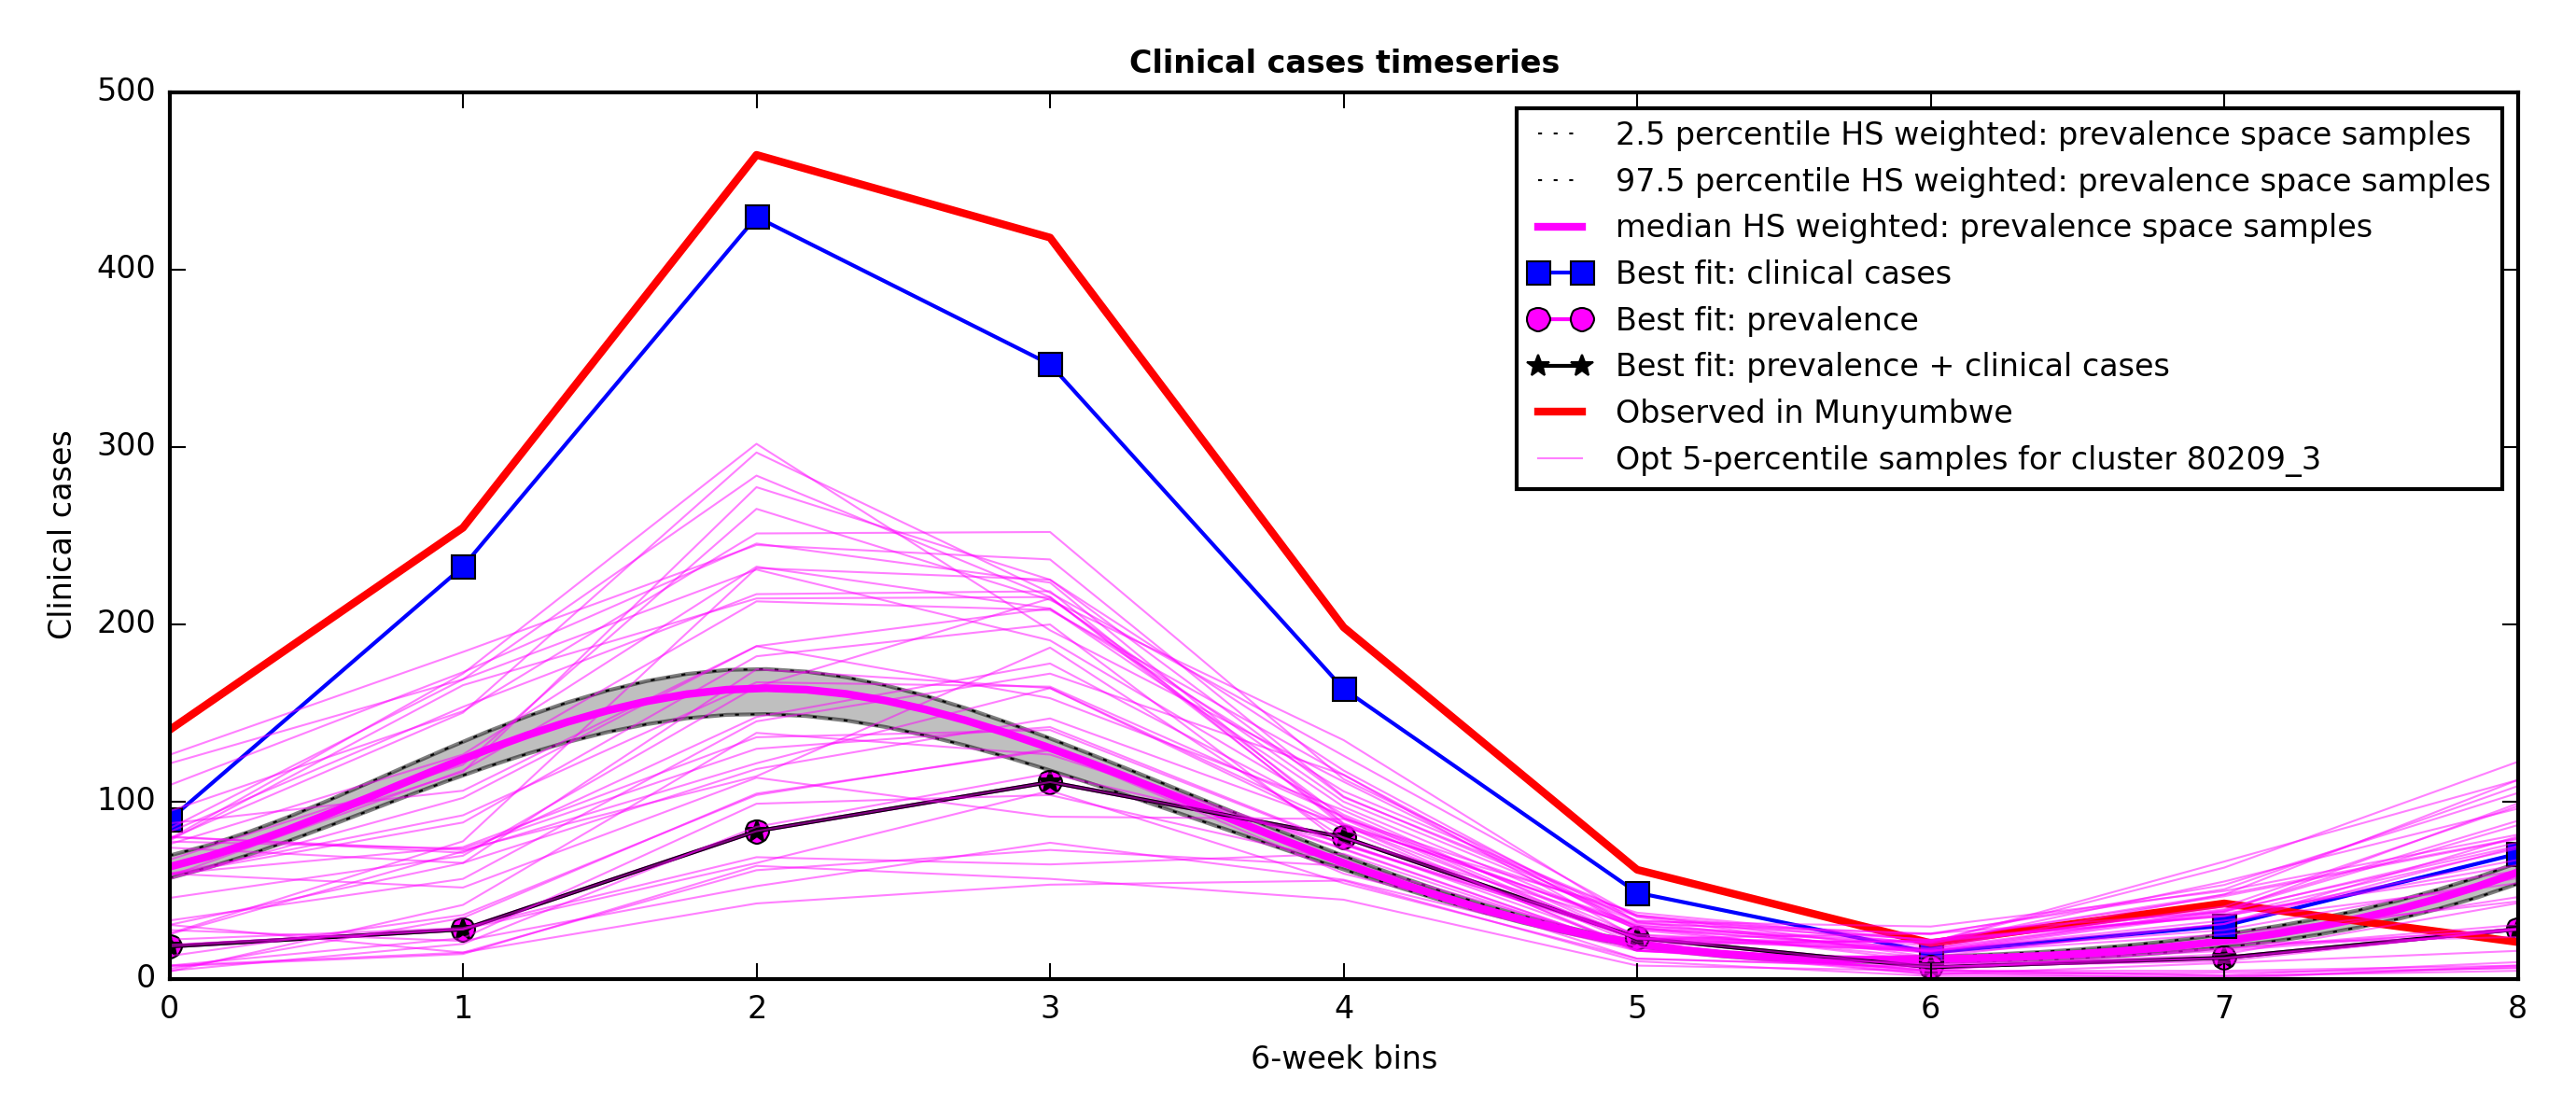 Clinical cases timeseries
500
400
300
200
100
0
Clinical cases
2.5 percentile HS weighted: prevalence space samples
97.5 percentile HS weighted: prevalence space samples
median HS weighted: prevalence space samples
Best fit: clinical cases
Best fit: prevalence
Best fit: prevalence + clinical cases
Observed in Munyumbwe
Opt 5-percentile samples for cluster 80209_3
0 1 2 3 4 5 6 7 8
6-week bins